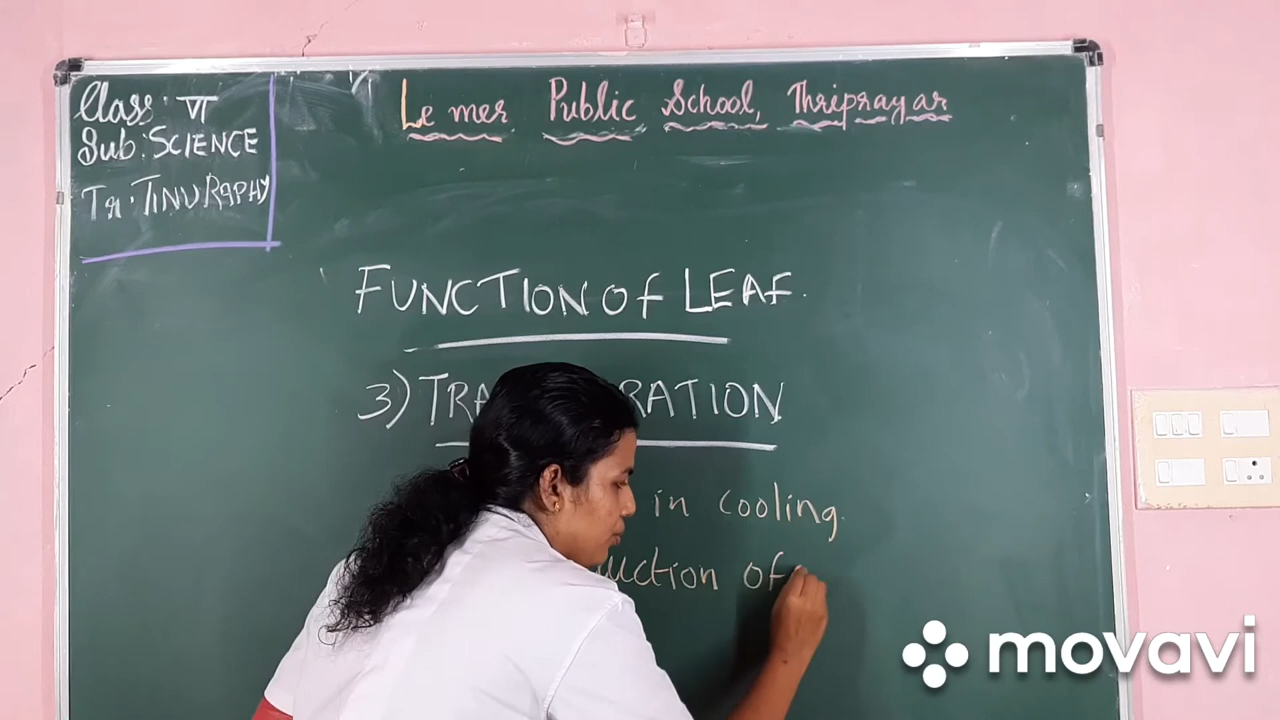 Class: VI
Sub: SCIENCE
Tr: TINU RAPHY
Le mer Public School, Thriprayar
FUNCTION OF LEAF.
3) TRA RATION
in cooling.
uction of
movavi